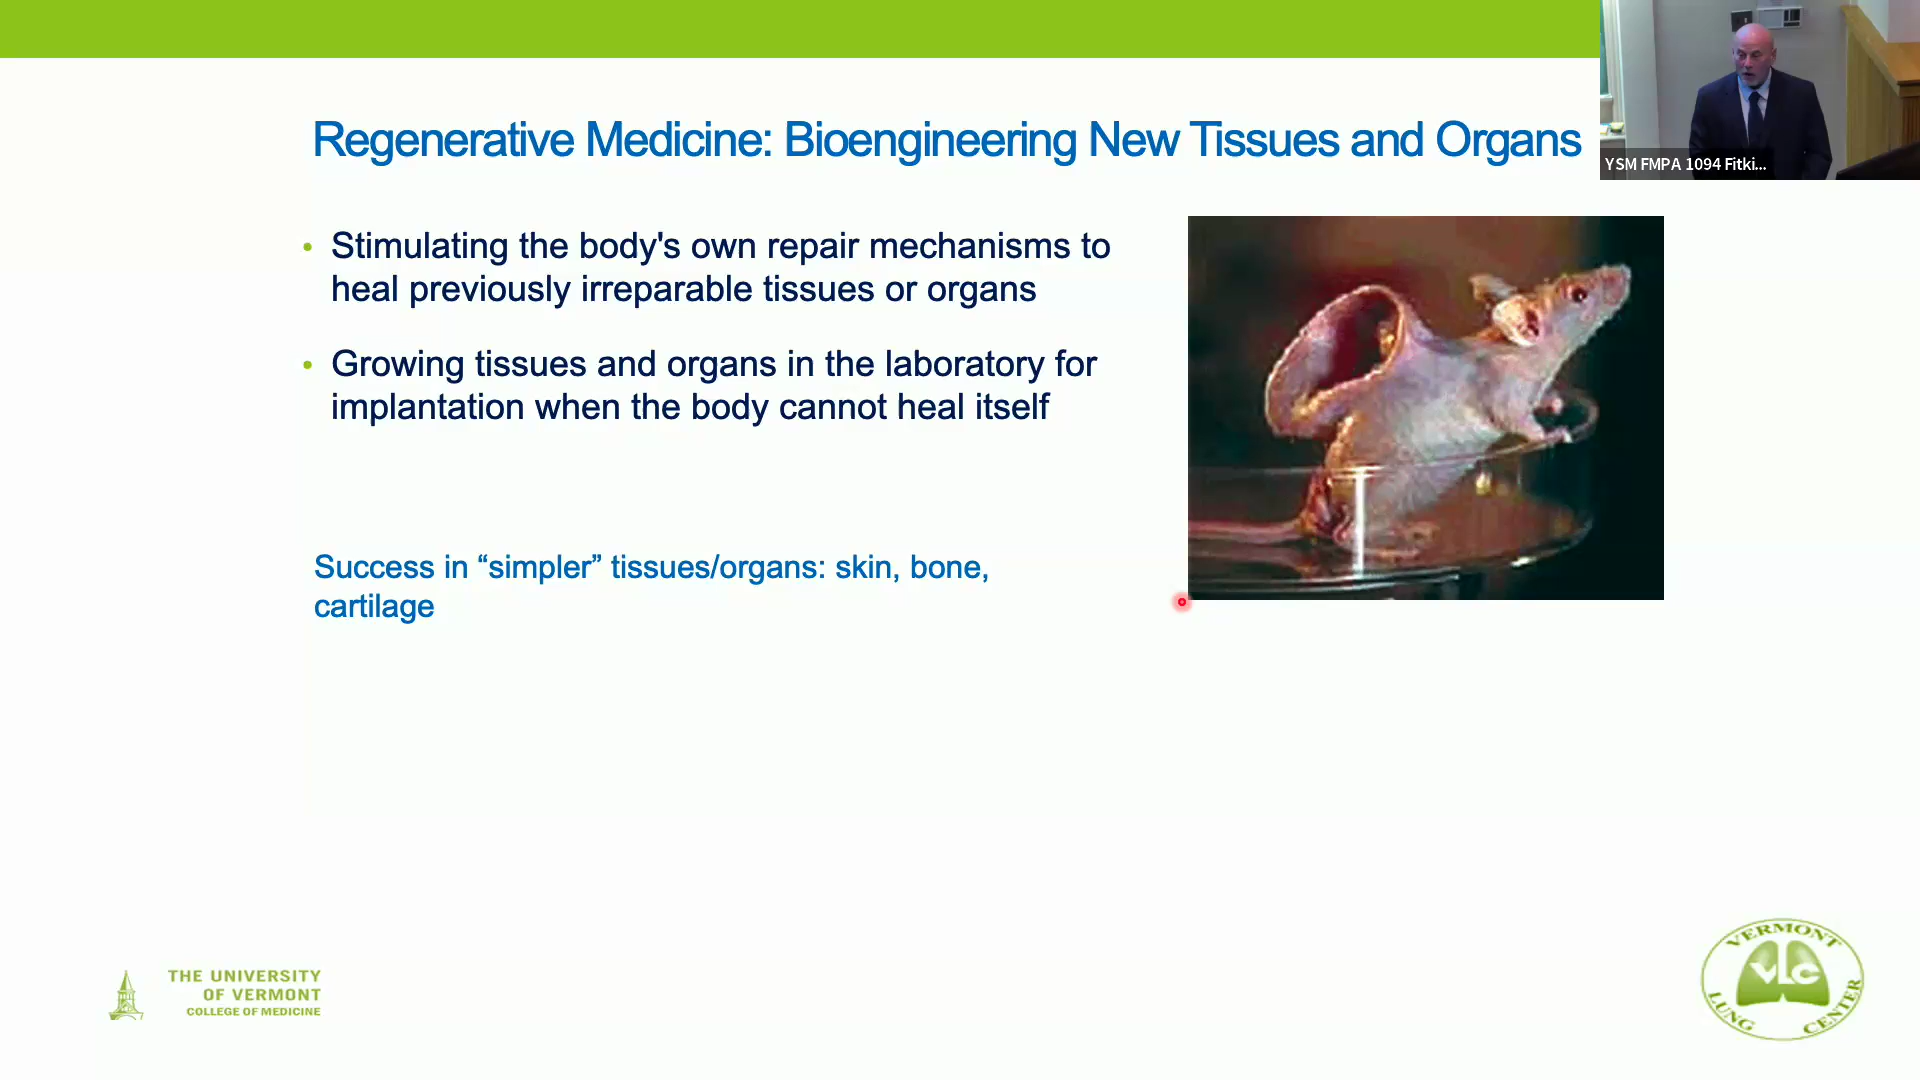 Regenerative Medicine: Bioengineering New Tissues and Organs
YSM FMPA 1094 Fitki...
• Stimulating the body's own repair mechanisms to
heal previously irreparable tissues or organs
• Growing tissues and organs in the laboratory for
implantation when the body cannot heal itself
Success in “simpler” tissues/organs: skin, bone,
cartilage
THE UNIVERSITY
OF VERMONT
COLLEGE OF MEDICINE
VERMONT
VLC
LUNG CENTER